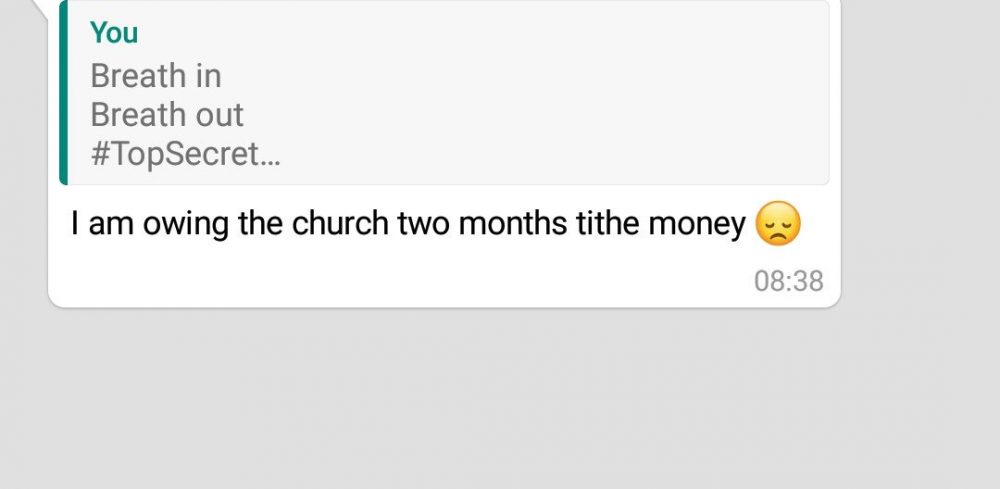 You
Breath in
Breath out
#TopSecret...
I am owing the church two months tithe money 😞
08:38